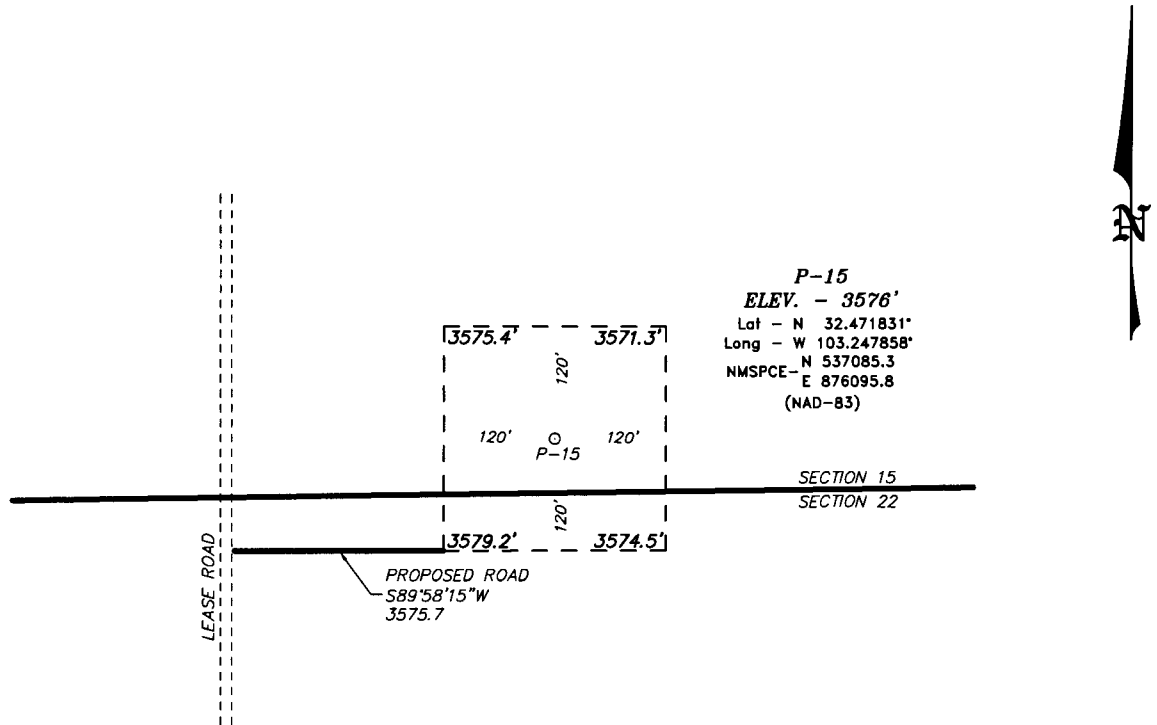 N
P-15
ELEV. - 3576'
Lat - N 32.471831°
Long - W 103.247858°
NMSPCE- N 537085.3
E 876095.8
(NAD-83)
3575.4' 3571.3'
120'
120' 120'
P-15
SECTION 15
SECTION 22
120'
3579.2' 3574.5'
LEASE ROAD
PROPOSED ROAD
S89°58'15"W
3575.7